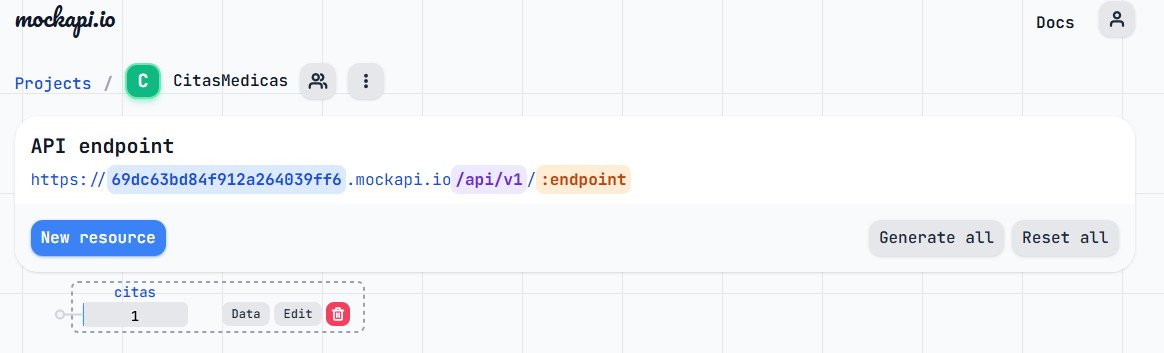 mockapi.io
Docs
Projects / C CitasMedicas
API endpoint
https://69dc63bd84f912a264039ff6.mockapi.io/api/v1/:endpoint
New resource Generate all Reset all
citas
1 Data Edit